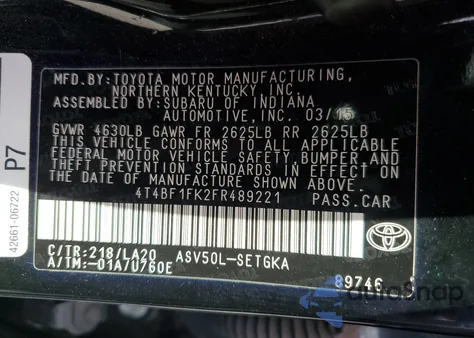 MFD.BY:TOYOTA MOTOR MANUFACTURING,
NORTHERN KENTUCKY, INC.
ASSEMBLED BY:SUBARU OF INDIANA
AUTOMOTIVE, INC. 03/15
GVWR 4630LB GAWR FR 2625LB RR 2625LB
THIS VEHICLE CONFORMS TO ALL APPLICABLE
FEDERAL MOTOR VEHICLE SAFETY,BUMPER,AND
THEFT PREVENTION STANDARDS IN EFFECT ON
THE DATE OF MANUFACTURE SHOWN ABOVE.
4T4BF1FK2FR489221 PASS.CAR
C/TR:218/LA20 ASV50L-SETGKA
A/TM:-01A/U760E
TOYOTA
89746
P7
42661-06722
autosnap